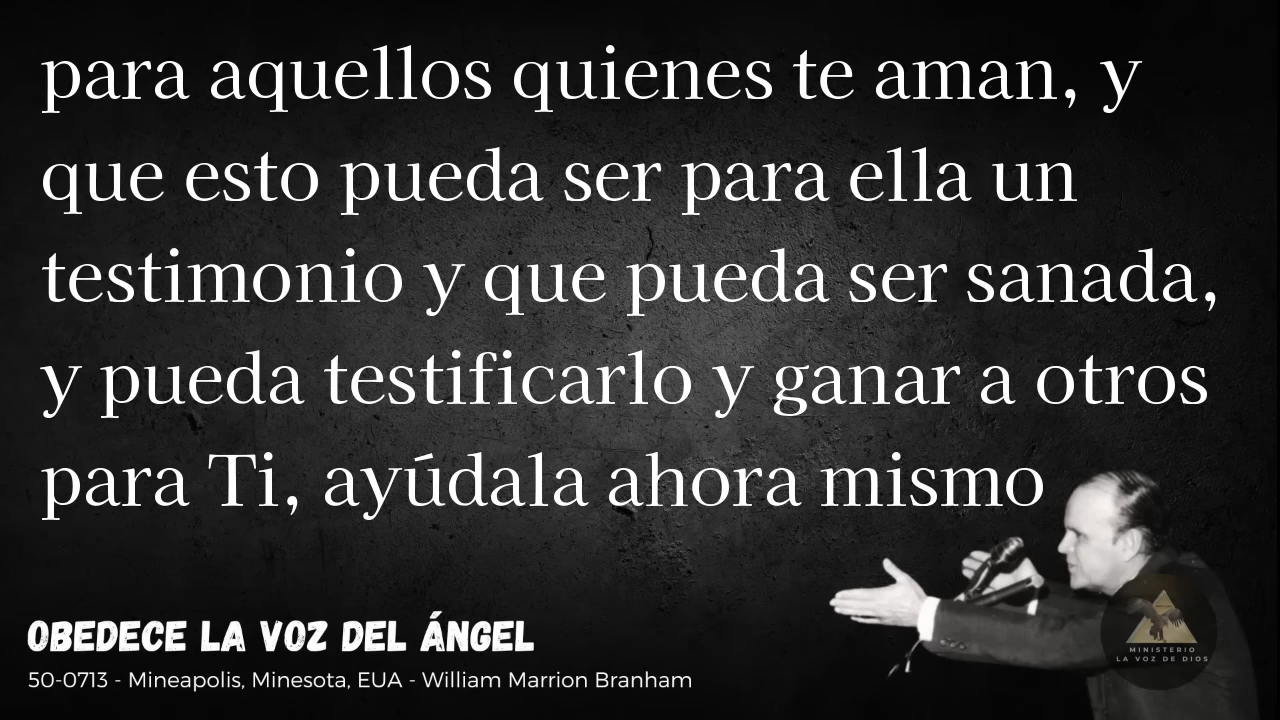 para aquellos quienes te aman, y
que esto pueda ser para ella un
testimonio y que pueda ser sanada,
y pueda testificarlo y ganar a otros
para Ti, ayúdala ahora mismo
OBEDECE LA VOZ DEL ÁNGEL
50-0713 - Mineapolis, Minesota, EUA - William Marrion Branham
MINISTERIO
LA VOZ DE DIOS